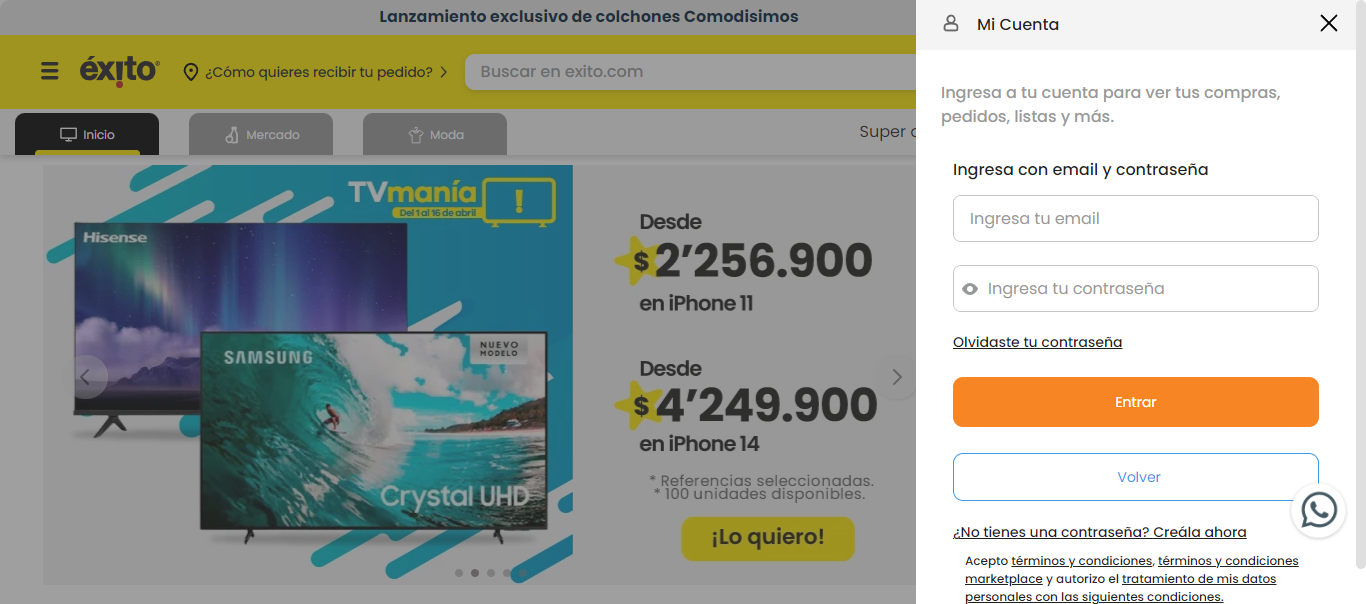 Lanzamiento exclusivo de colchones Comodisimos
éxito
¿Cómo quieres recibir tu pedido?
Buscar en exito.com
Inicio
Mercado
Moda
Super
TVmanía
Del 1 al 16 de abril
Hisense
SAMSUNG
NUEVO
MODELO
Crystal UHD
Desde
$2'256.900
en iPhone 11
Desde
$4'249.900
en iPhone 14
* Referencias seleccionadas.
* 100 unidades disponibles.
¡Lo quiero!
Mi Cuenta
Ingresa a tu cuenta para ver tus compras,
pedidos, listas y más.
Ingresa con email y contraseña
Ingresa tu email
Ingresa tu contraseña
Olvidaste tu contraseña
Entrar
Volver
¿No tienes una contraseña? Creála ahora
Acepto términos y condiciones, términos y condiciones
marketplace y autorizo el tratamiento de mis datos
personales con las siguientes condiciones.